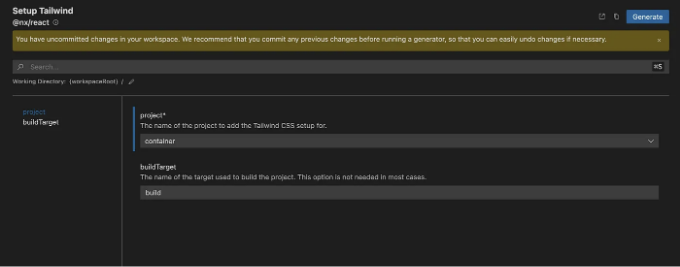 Setup Tailwind
@nx/react
Generate
You have uncommitted changes in your workspace. We recommend that you commit any previous changes before running a generator, so that you can easily undo changes if necessary.
Search...
⌘S
Working Directory: {workspaceRoot} /
project
buildTarget
project*
The name of the project to add the Tailwind CSS setup for.
container
buildTarget
The name of the target used to build the project. This option is not needed in most cases.
build